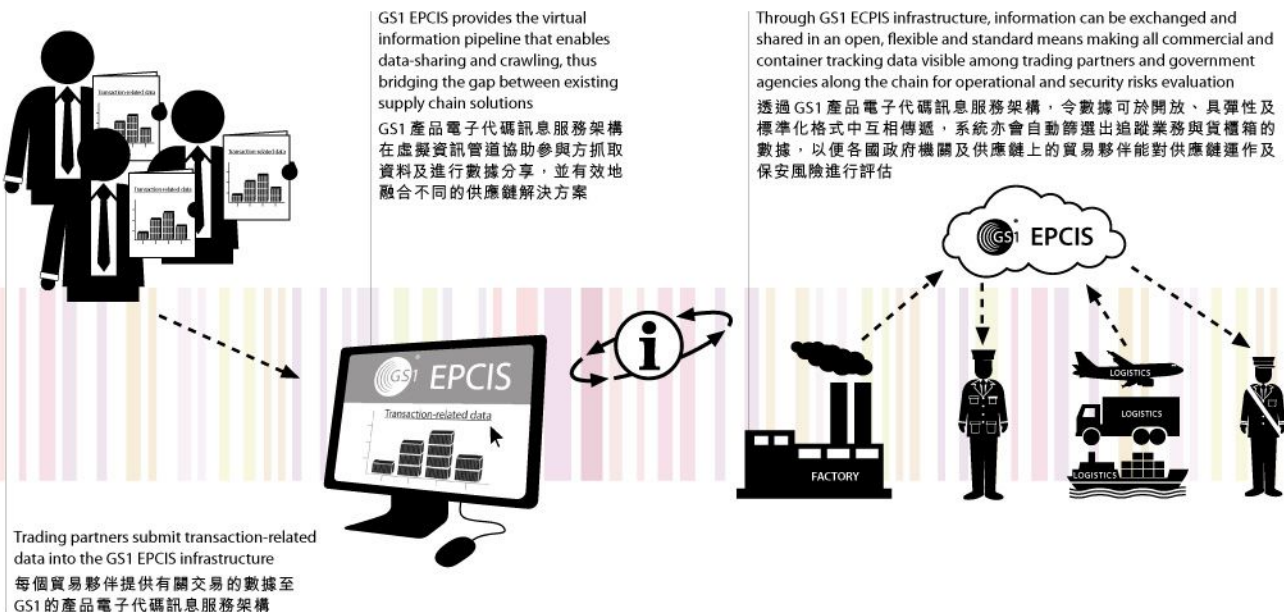 GS1 EPCIS provides the virtual
information pipeline that enables
data-sharing and crawling, thus
bridging the gap between existing
supply chain solutions
GS1 產品電子代碼訊息服務架構
在虛擬資訊管道協助參與方抓取
資料及進行數據分享，並有效地
融合不同的供應鏈解決方案
Through GS1 ECPIS infrastructure, information can be exchanged and
shared in an open, flexible and standard means making all commercial and
container tracking data visible among trading partners and government
agencies along the chain for operational and security risks evaluation
透過 GS1 產品電子代碼訊息服務架構，令數據可於開放、具彈性及
標準化格式中互相傳遞，系統亦會自動篩選出追蹤業務與貨櫃箱的
數據，以便各國政府機關及供應鏈上的貿易夥伴能對供應鏈運作及
保安風險進行評估
Transaction-related data
Transaction-related data
Transaction-related data
GS1 EPCIS
Transaction-related data
i
GS1 EPCIS
FACTORY
LOGISTICS
LOGISTICS
LOGISTICS
Trading partners submit transaction-related
data into the GS1 EPCIS infrastructure
每個貿易夥伴提供有關交易的數據至
GS1 的產品電子代碼訊息服務架構